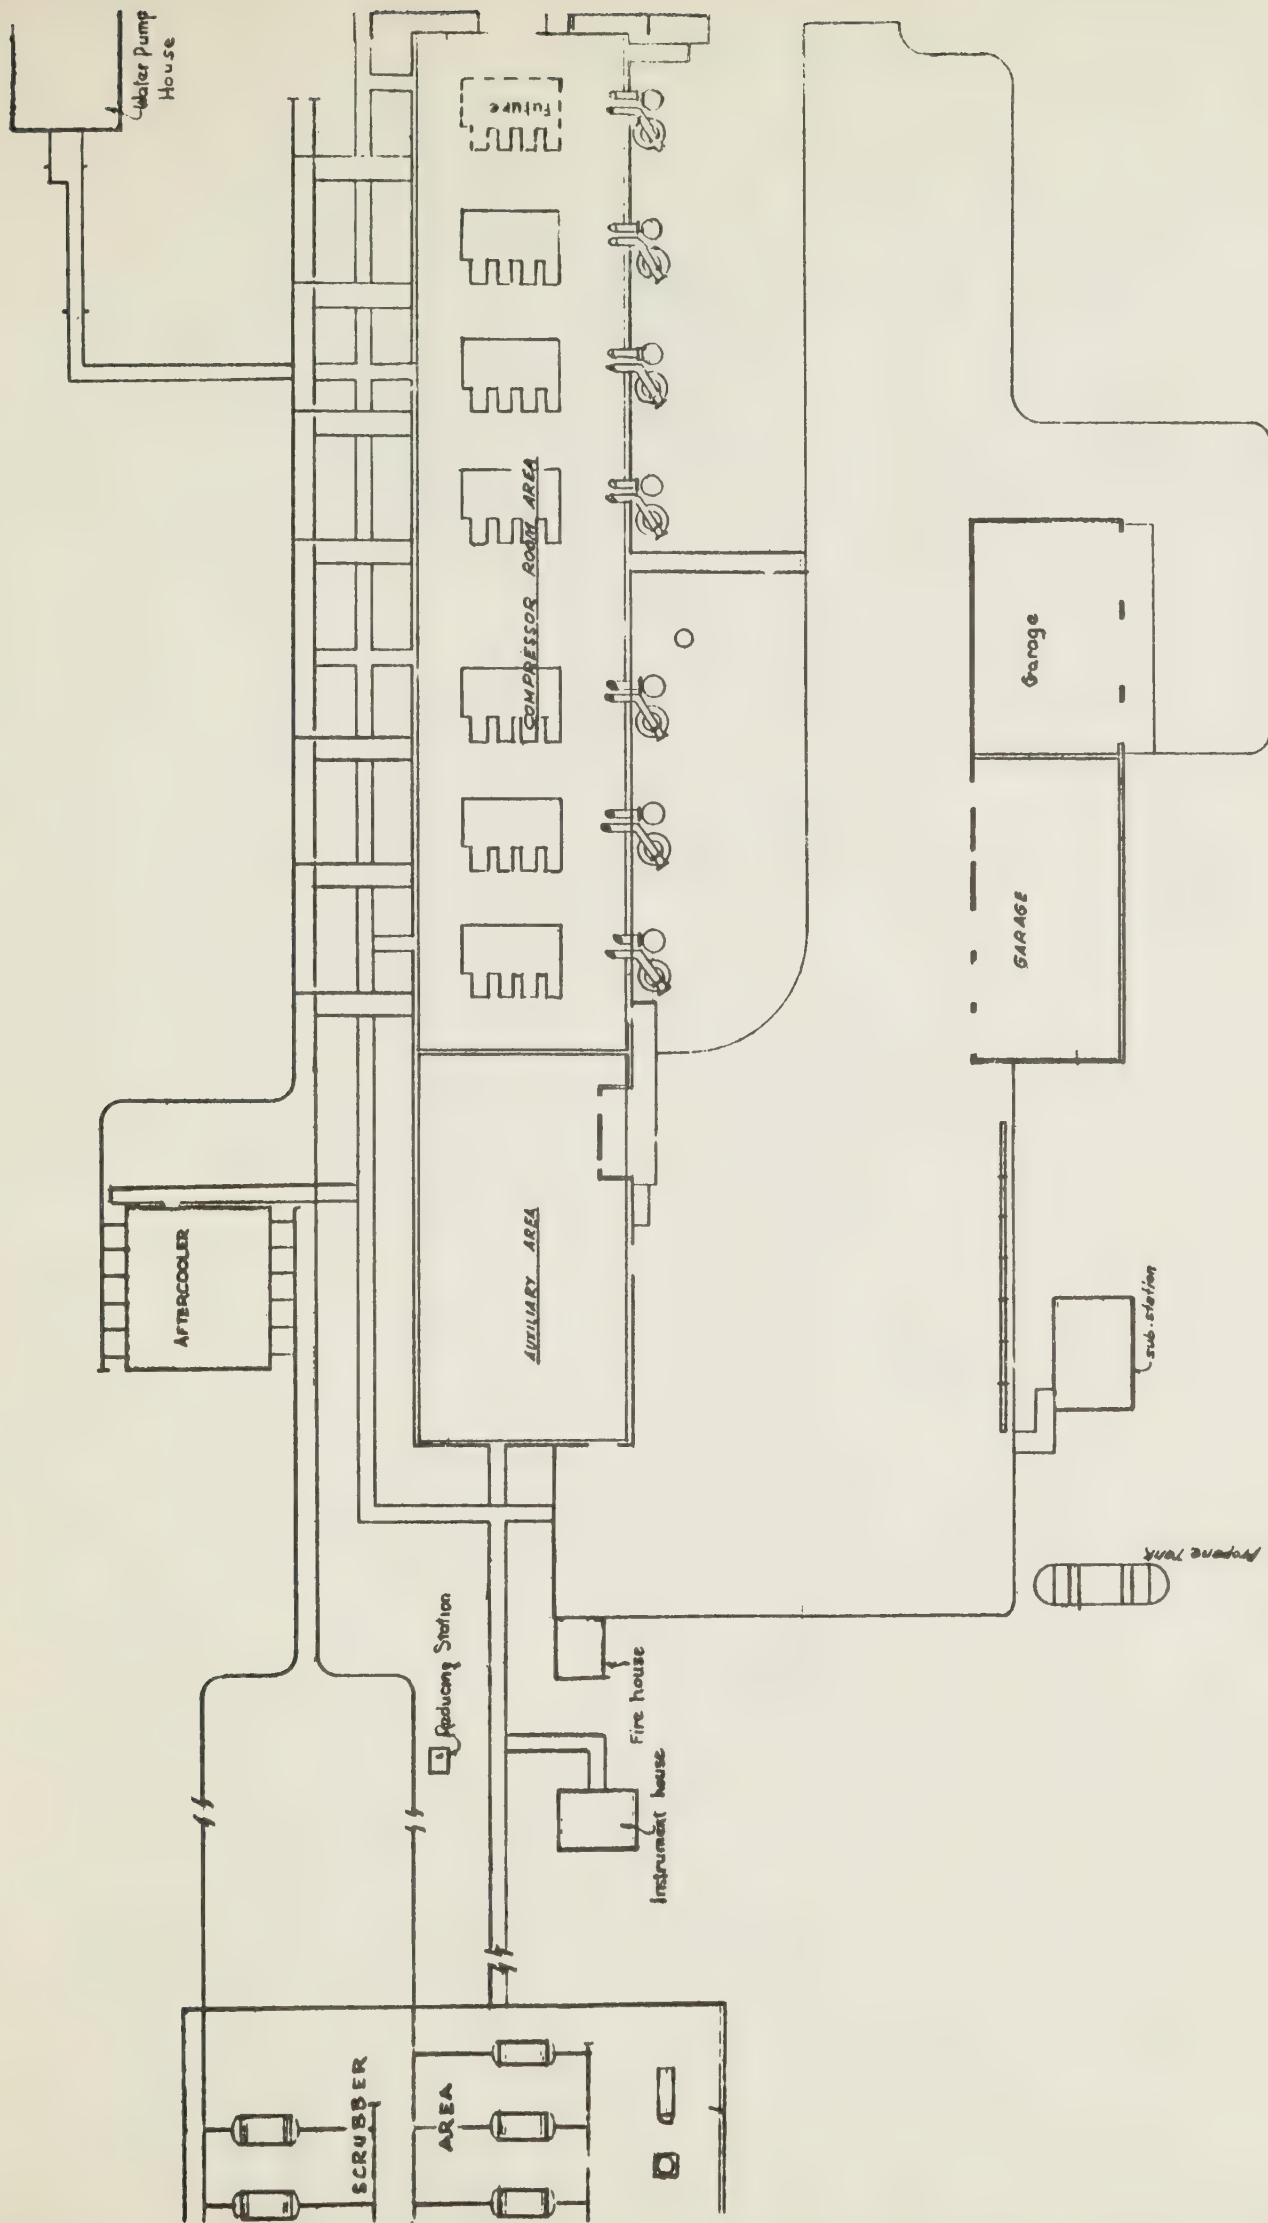 Water Pump
House
Future
COMPRESSOR ROOM AREA
Garage
GARAGE
AFTERCOOLER
AUXILIARY AREA
sub-station
Propane Tank
Reducing Station
Fire house
Instrument house
SCRUBBER
AREA